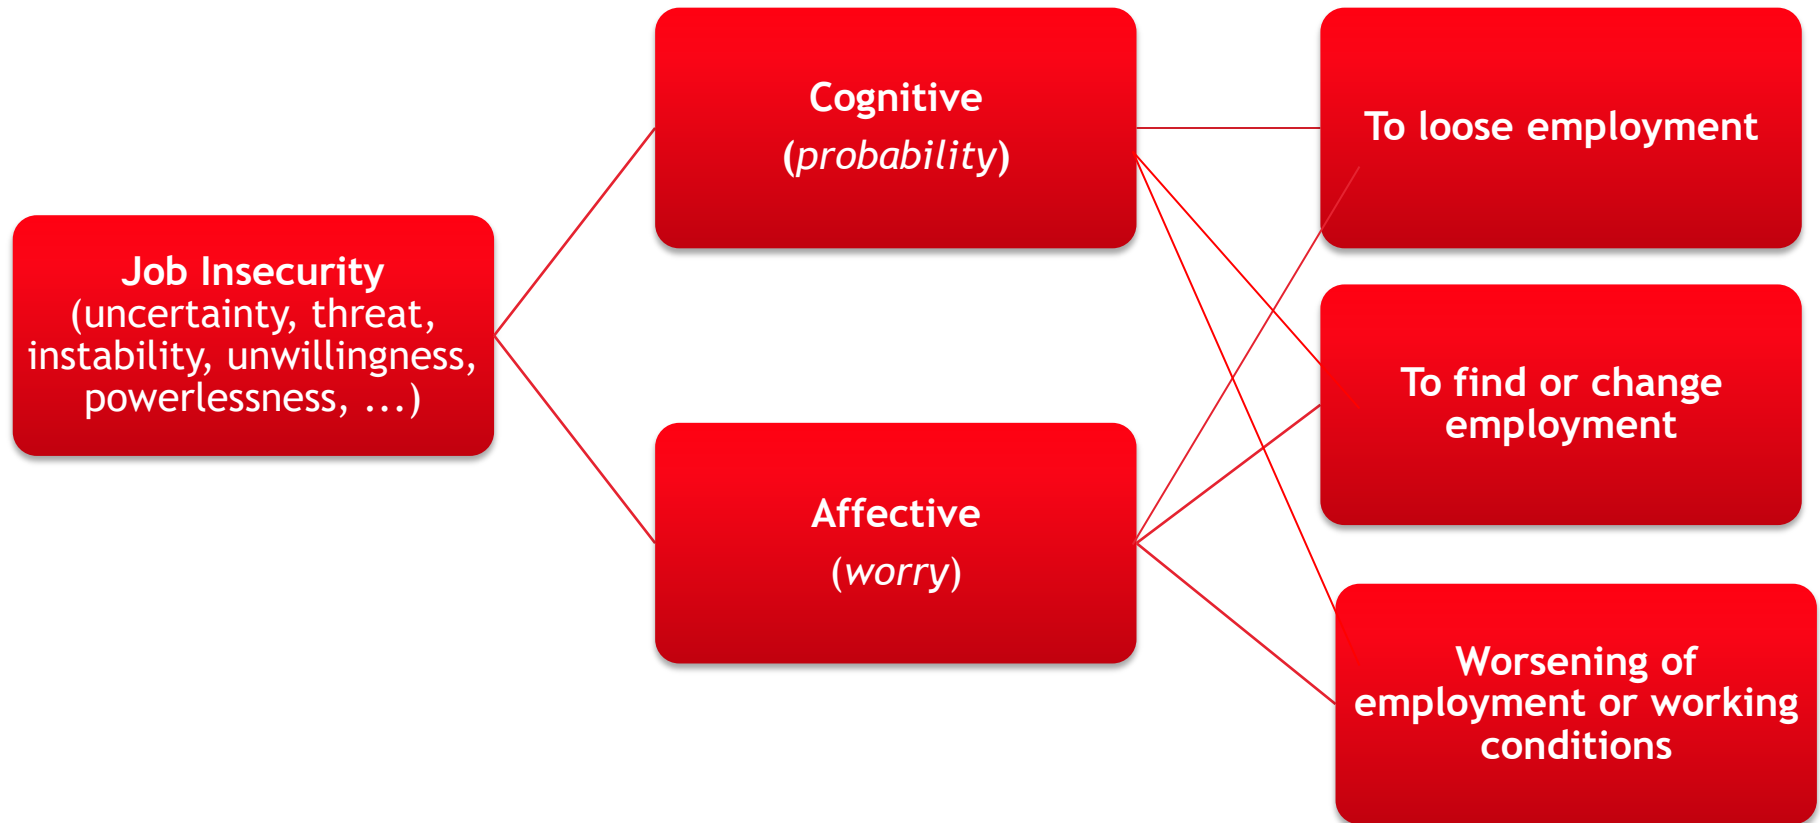 Job Insecurity
(uncertainty, threat,
instability, unwillingness,
powerlessness, ...)
Cognitive
(probability)
Affective
(worry)
To loose employment
To find or change
employment
Worsening of
employment or working
conditions